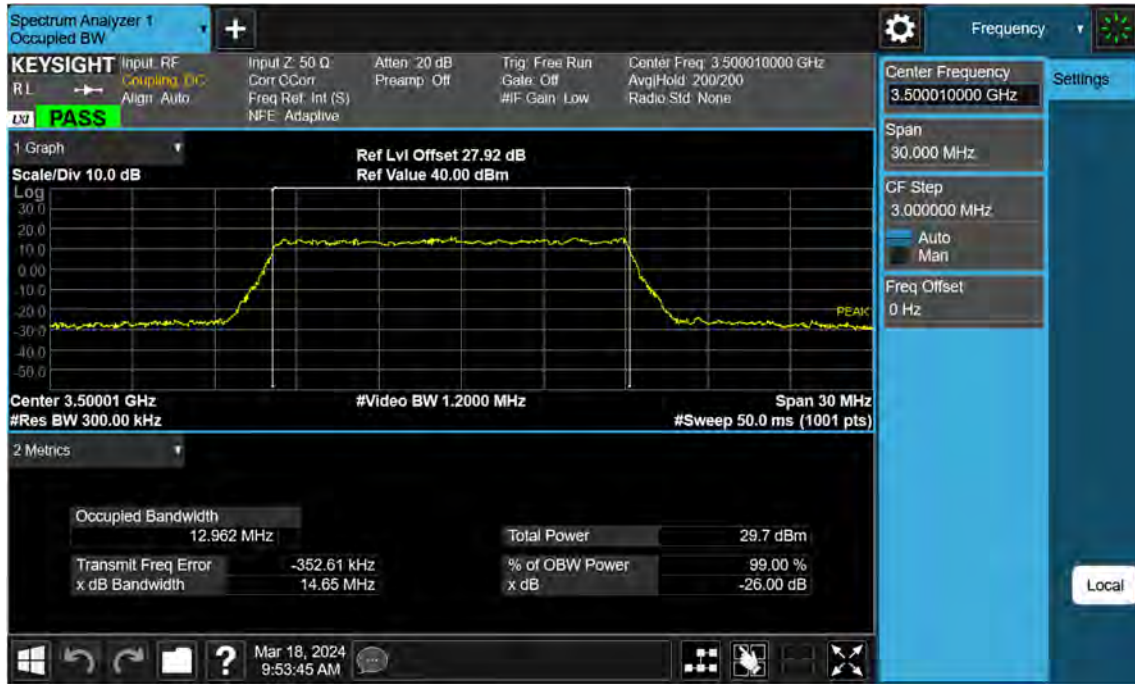 Spectrum Analyzer 1
Occupied BW
+
Frequency
KEYSIGHT Input: RF Input Z: 50 Ω Atten: 20 dB Trig: Free Run Center Freq: 3.500010000 GHz
RL Coupling: DC Corr CCorr Preamp: Off Gate: Off Avg|Hold: 200/200
Align: Auto Freq Ref: Int (S) #IF Gain: Low Radio Std: None
LXI PASS NFE: Adaptive
1 Graph
Ref Lvl Offset 27.92 dB
Scale/Div 10.0 dB Ref Value 40.00 dBm
Log
30.0
20.0
10.0
0.00
-10.0
-20.0
PEAK
-30.0
-40.0
-50.0
Center 3.50001 GHz #Video BW 1.2000 MHz Span 30 MHz
#Res BW 300.00 kHz #Sweep 50.0 ms (1001 pts)
2 Metrics
Occupied Bandwidth
12.962 MHz Total Power 29.7 dBm
Transmit Freq Error -352.61 kHz % of OBW Power 99.00 %
x dB Bandwidth 14.65 MHz x dB -26.00 dB
Center Frequency
3.500010000 GHz
Settings
Span
30.000 MHz
CF Step
3.000000 MHz
Auto
Man
Freq Offset
0 Hz
Local
? Mar 18, 2024
9:53:45 AM